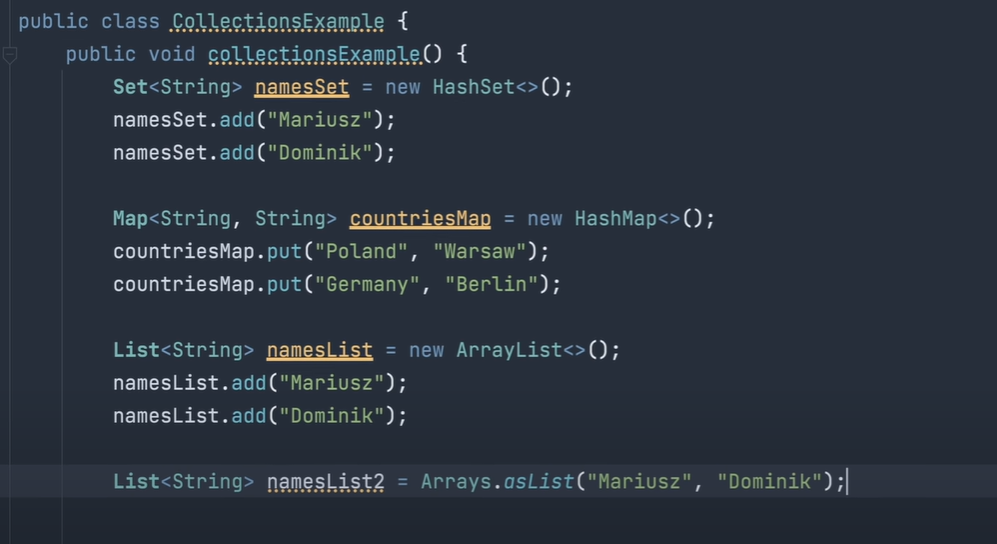 public class CollectionsExample {
public void collectionsExample() {
Set<String> namesSet = new HashSet<>();
namesSet.add("Mariusz");
namesSet.add("Dominik");
Map<String, String> countriesMap = new HashMap<>();
countriesMap.put("Poland", "Warsaw");
countriesMap.put("Germany", "Berlin");
List<String> namesList = new ArrayList<>();
namesList.add("Mariusz");
namesList.add("Dominik");
List<String> namesList2 = Arrays.asList("Mariusz", "Dominik");